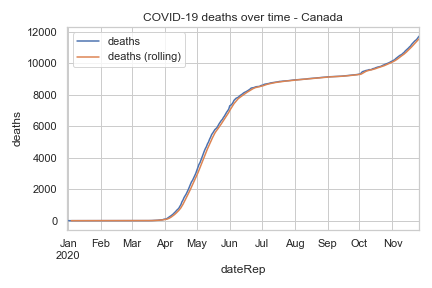 COVID-19 deaths over time - Canada
deaths
deaths (rolling)
deaths
12000
10000
8000
6000
4000
2000
0
Jan Feb Mar Apr May Jun Jul Aug Sep Oct Nov
2020
dateRep